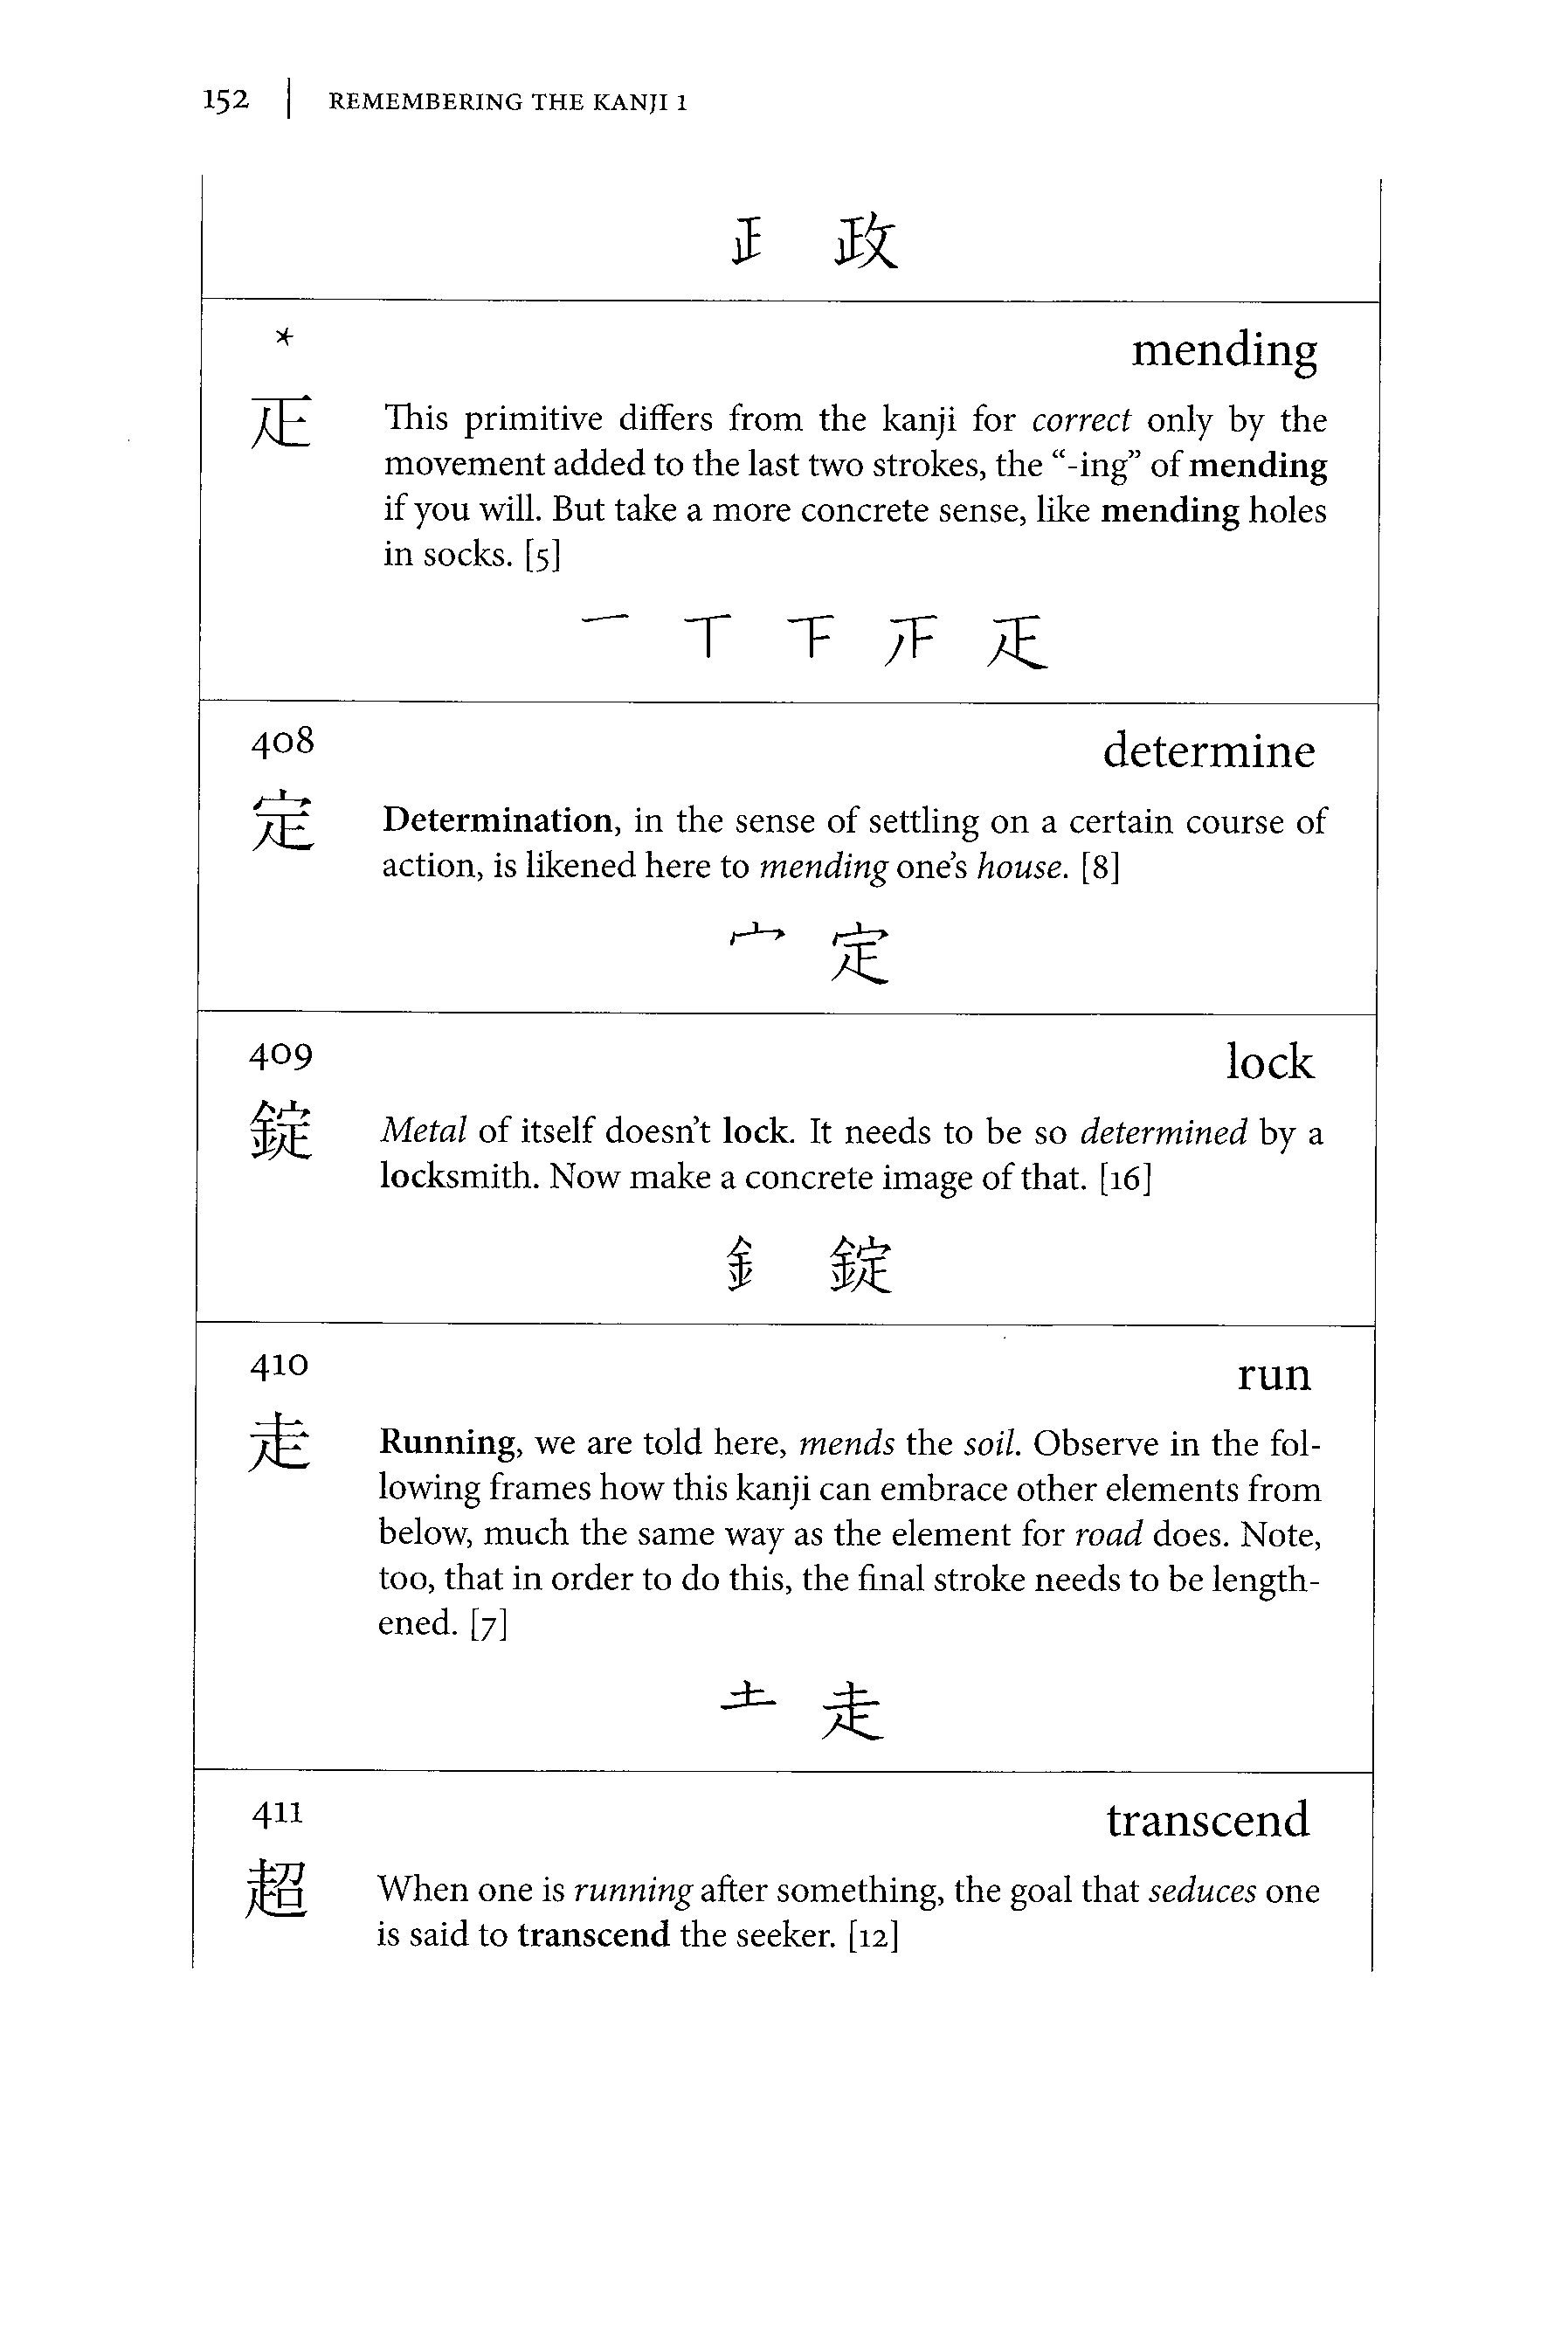 152 | REMEMBERING THE KANJI 1
政
* mending
This primitive differs from the kanji for correct only by the
movement added to the last two strokes, the “-ing” of mending
if you will. But take a more concrete sense, like mending holes
in socks. [5]
一 丅
408 determine
定 Determination, in the sense of settling on a certain course of
action, is likened here to mending one’s house. [8]
宀 定
409 lock
錠 Metal of itself doesn’t lock. It needs to be so determined by a
locksmith. Now make a concrete image of that. [16]
釒 錠
410 run
走 Running, we are told here, mends the soil. Observe in the fol-
lowing frames how this kanji can embrace other elements from
below, much the same way as the element for road does. Note,
too, that in order to do this, the final stroke needs to be length-
ened. [7]
土 走
411 transcend
超 When one is running after something, the goal that seduces one
is said to transcend the seeker. [12]